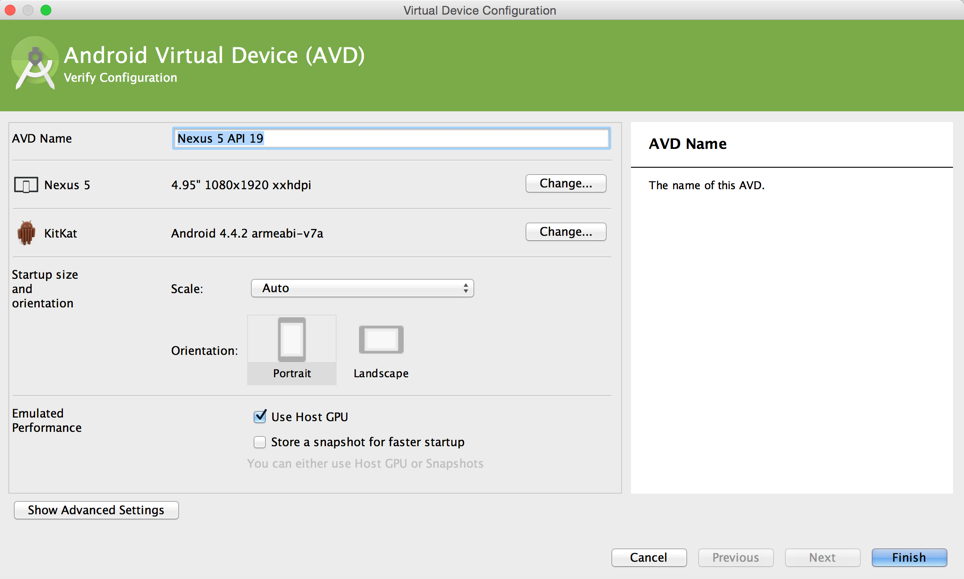 Virtual Device Configuration
Android Virtual Device (AVD)
Verify Configuration
AVD Name
Nexus 5 API 19
Nexus 5
4.95" 1080x1920 xxhdpi
Change...
KitKat
Android 4.4.2 armeabi-v7a
Change...
Startup size
and
orientation
Scale:
Auto
Orientation:
Portrait
Landscape
Emulated
Performance
Use Host GPU
Store a snapshot for faster startup
You can either use Host GPU or Snapshots
Show Advanced Settings
AVD Name
The name of this AVD.
Cancel
Previous
Next
Finish